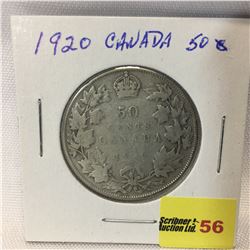 1920 CANADA 50¢
50
CENTS
CANADA
Scribner
Auction Ltd.
56